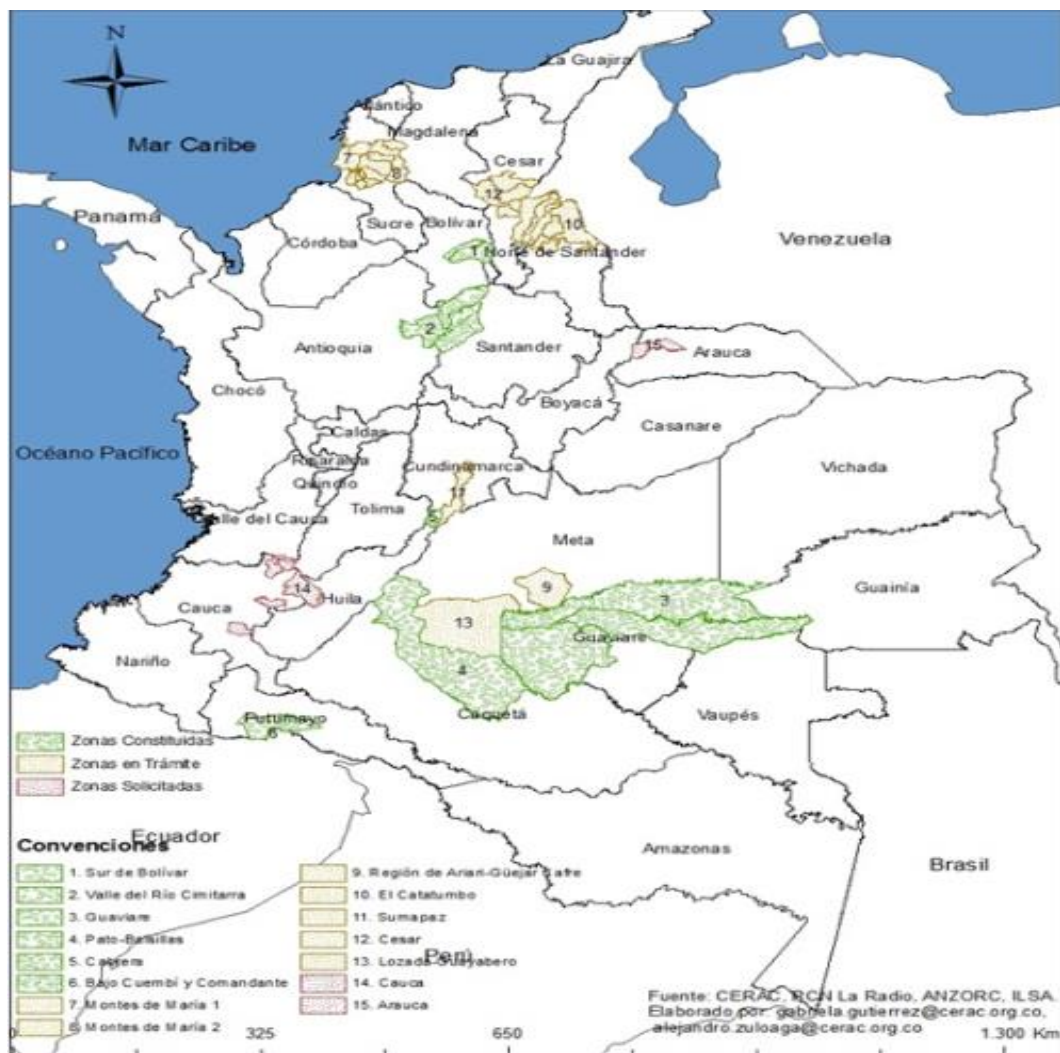 N
La Guajira
Atlántico
Magdalena
Mar Caribe
7
8
Cesar
12
Panamá
Sucre
Bolívar
10
Córdoba
1
Norte de Santander
Venezuela
2
Antioquia
Santander
15
Arauca
Chocó
Boyacá
Casanare
Caldas
Océano Pacífico
Risaralda
Cundinamarca
Vichada
Quindío
11
Tolima
5
Valle del Cauca
Meta
9
Guainía
14
Huila
3
Cauca
13
Guaviare
Nariño
4
Caquetá
Vaupés
Putumayo
6
Zonas Constituidas
Zonas en Trámite
Zonas Solicitadas
Ecuador
Amazonas
Brasil
Perú
Convenciones
1. Sur de Bolívar
2. Valle del Río Cimitarra
3. Guaviare
4. Pato-Balsillas
5. Cabrera
6. Bajo Cuembí y Comandante
7. Montes de María 1
8. Montes de María 2
9. Región de Ariari-Güejar Cafre
10. El Catatumbo
11. Sumapaz
12. Cesar
13. Lozada-Guayabero
14. Cauca
15. Arauca
Fuente: CERAC, RCN La Radio, ANZORC, ILSA.
Elaborado por: gabriela.gutierrez@cerac.org.co,
alejandro.zuloaga@cerac.org.co
0 325 650 1.300 Km